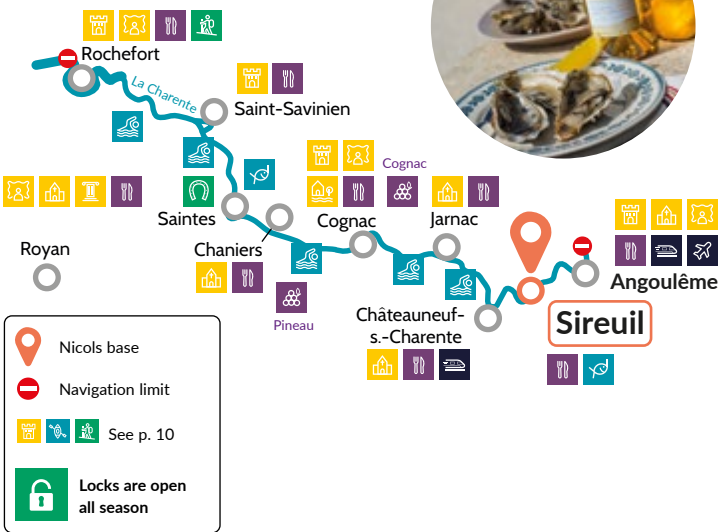 Rochefort
La Charente
Saint-Savinien
Cognac
Saintes
Chaniers
Cognac
Jarnac
Royan
Pineau
Châteauneuf-
s.-Charente
Angoulême
Sireuil
Nicols base
Navigation limit
See p. 10
Locks are open
all season